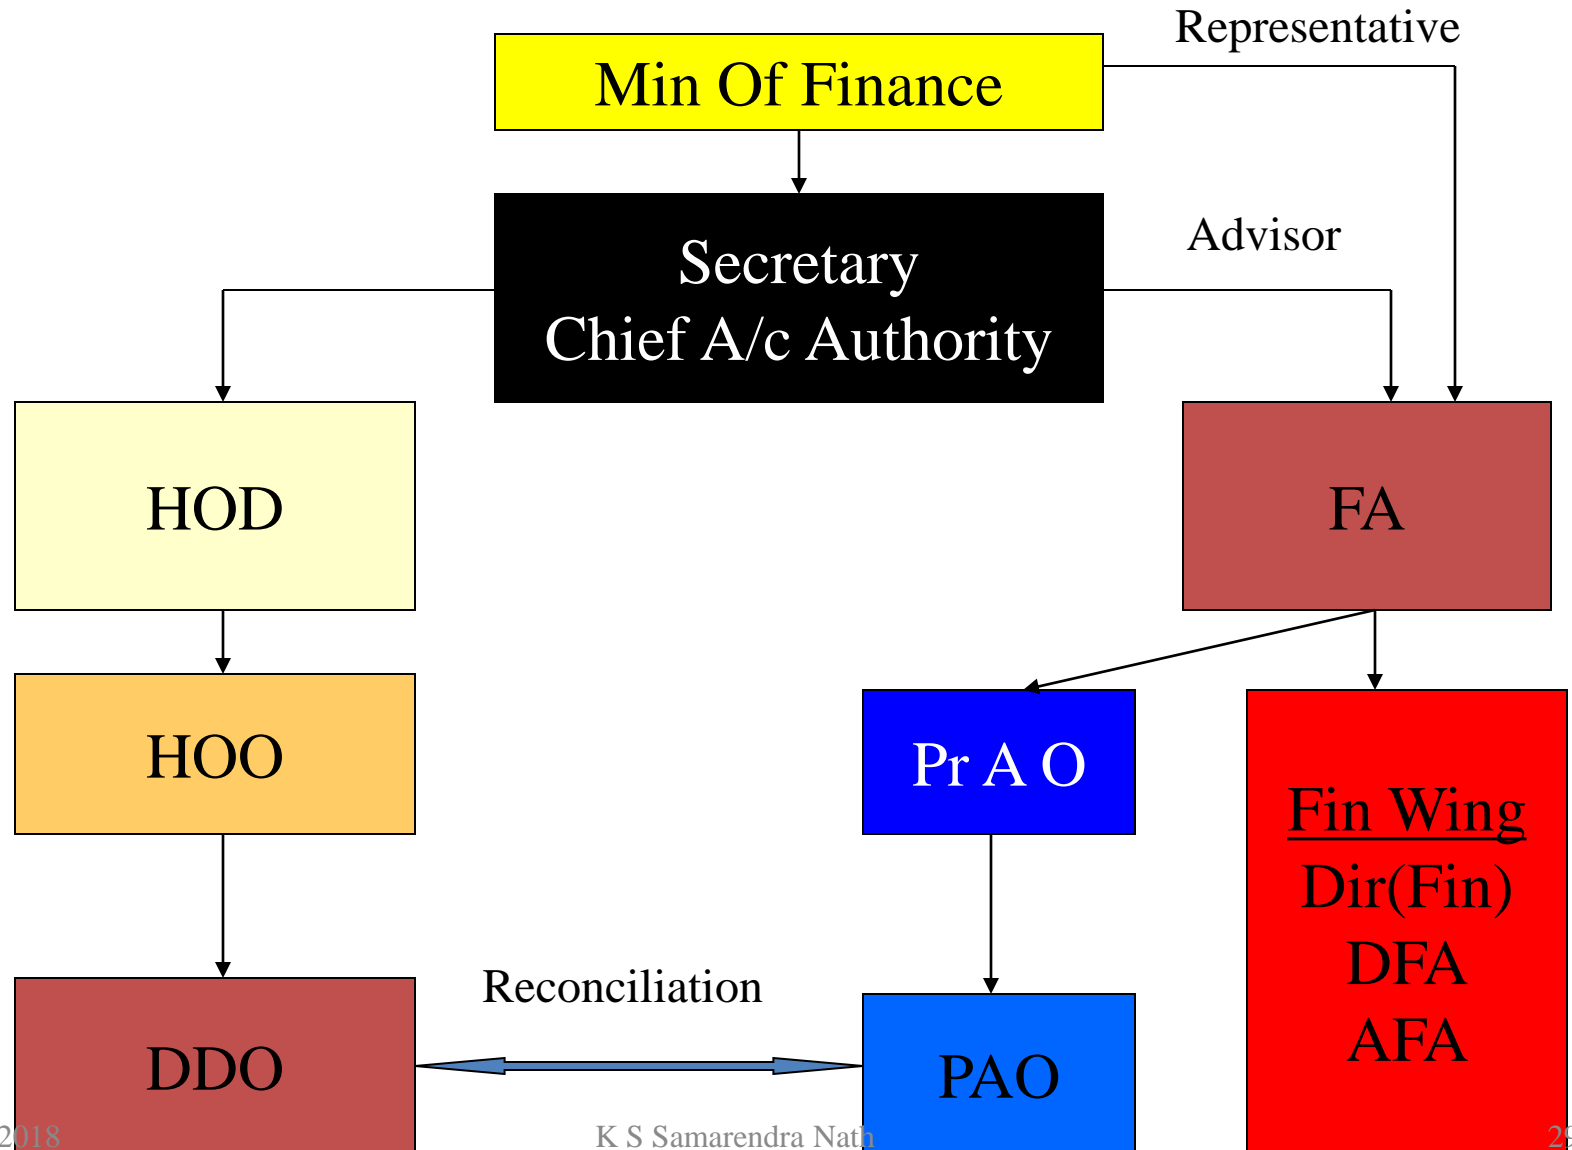 Representative
Min Of Finance
Advisor
Secretary
Chief A/c Authority
HOD
FA
HOO
Pr A O
Fin Wing
Dir(Fin)
DFA
AFA
Reconciliation
DDO
PAO
2018
K S Samarendra Nath
29